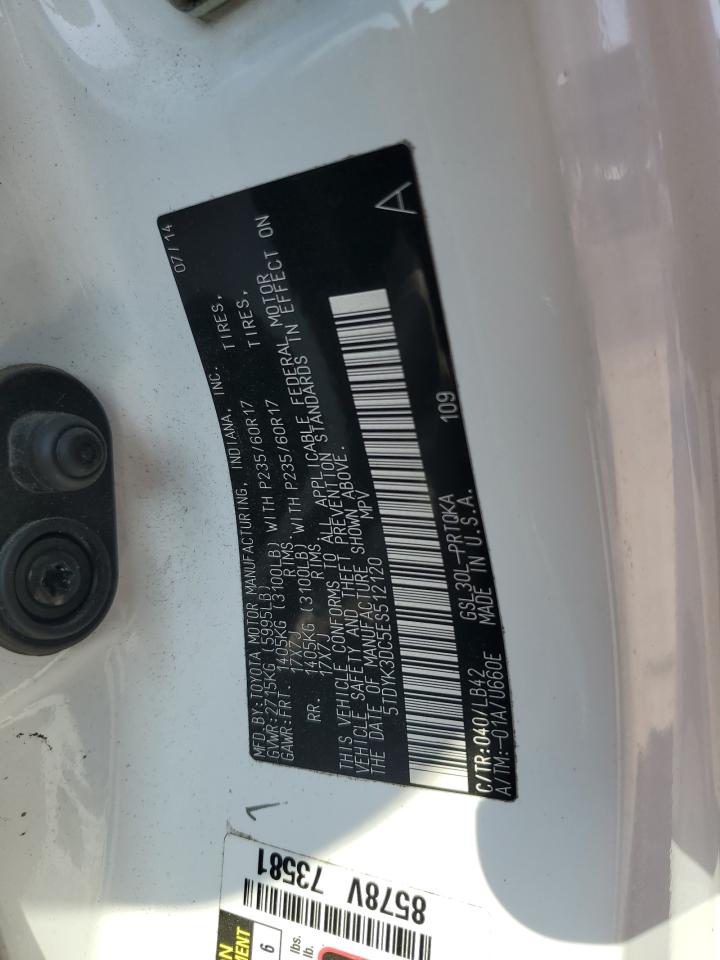 MFD. BY:TOYOTA MOTOR MANUFACTURING, INDIANA, INC. 07/14
GVWR:2715KG (5995LB)
GAWR:FRT. 1405KG (3100LB) WITH P235/60R17 TIRES,
17X7J RIMS
RR. 1405KG (3100LB) WITH P235/60R17 TIRES,
17X7J RIMS
THIS VEHICLE CONFORMS TO ALL APPLICABLE FEDERAL MOTOR
VEHICLE SAFETY AND THEFT PREVENTION STANDARDS IN EFFECT ON
THE DATE OF MANUFACTURE SHOWN ABOVE.
5TDYK3DC5ES512120 MPV
A
109
C/TR:040/LB42 GSL30L-PRTQKA
A/TM:-01A/U660E MADE IN U.S.A.
8578V 73581
6
lbs.
lb.